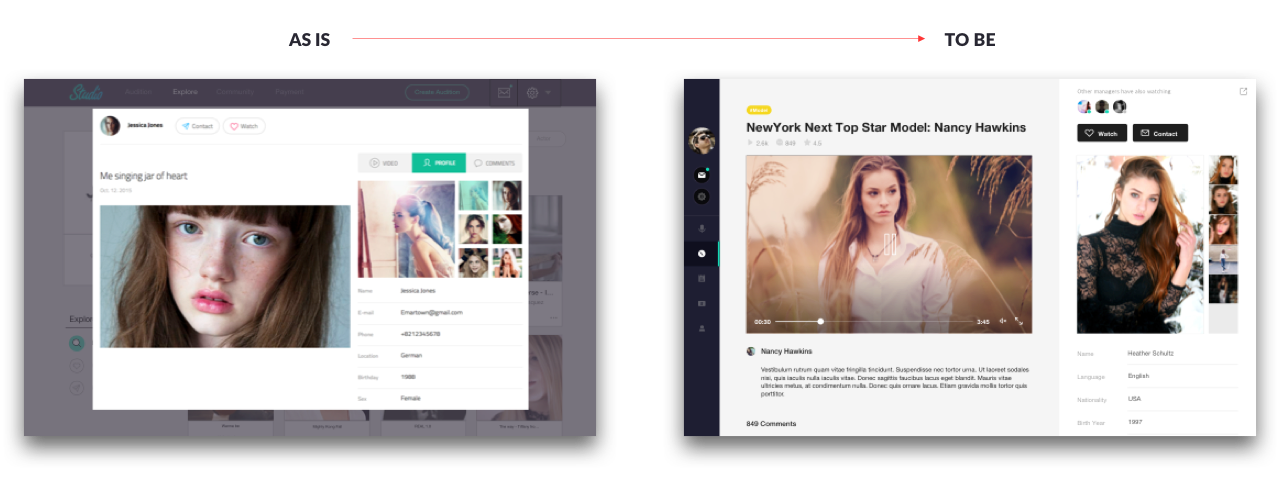 AS IS
TO BE
Studio
Audition
Explore
Community
Payment
Create Audition
Jessica Jones
Contact
Watch
VIDEO
PROFILE
COMMENTS
Me singing jar of heart
Oct. 12, 2015
Name
Jessica Jones
E-mail
Emartown@gmail.com
Phone
+8212345678
Location
German
Birthday
1988
Sex
Female
Explor
NewYork Next Top Star Model: Nancy Hawkins
2.6k
849
4.5
00:30
3:45
Nancy Hawkins
Vestibulum rutrum quam vitae fringilla tincidunt. Suspendisse nec tortor urna. Ut laoreet sodales
nisi, quis iaculis nulla iaculis vitae. Donec sagittis faucibus lacus eget blandit. Mauris vitae
ultricies metus, at condimentum nulla. Donec quis ornare lacus. Etiam gravida mollis tortor quis
porttitor.
849 Comments
Other managers have also watching
Watch
Contact
Name
Heather Schultz
Language
English
Nationality
USA
Birth Year
1997